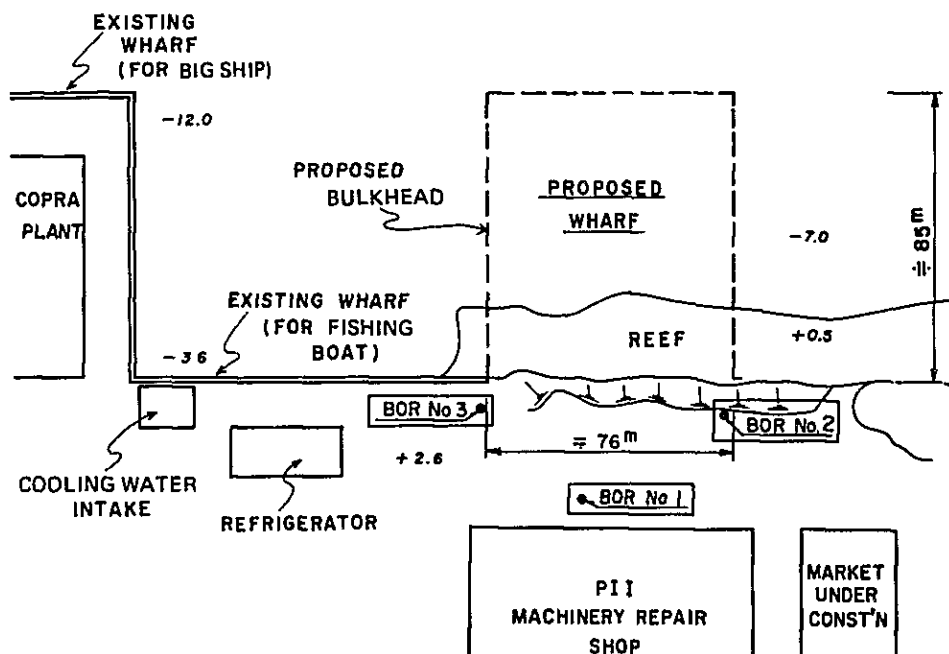 EXISTING
WHARF
(FOR BIG SHIP)
-12.0
COPRA
PLANT
PROPOSED
BULKHEAD
PROPOSED
WHARF
-7.0
≒ 85m
EXISTING WHARF
(FOR FISHING
BOAT)
REEF
+0.5
-3.6
BOR No 3
BOR No.2
≒ 76m
+2.6
COOLING WATER
INTAKE
REFRIGERATOR
BOR No 1
PII
MACHINERY REPAIR
SHOP
MARKET
UNDER
CONST'N